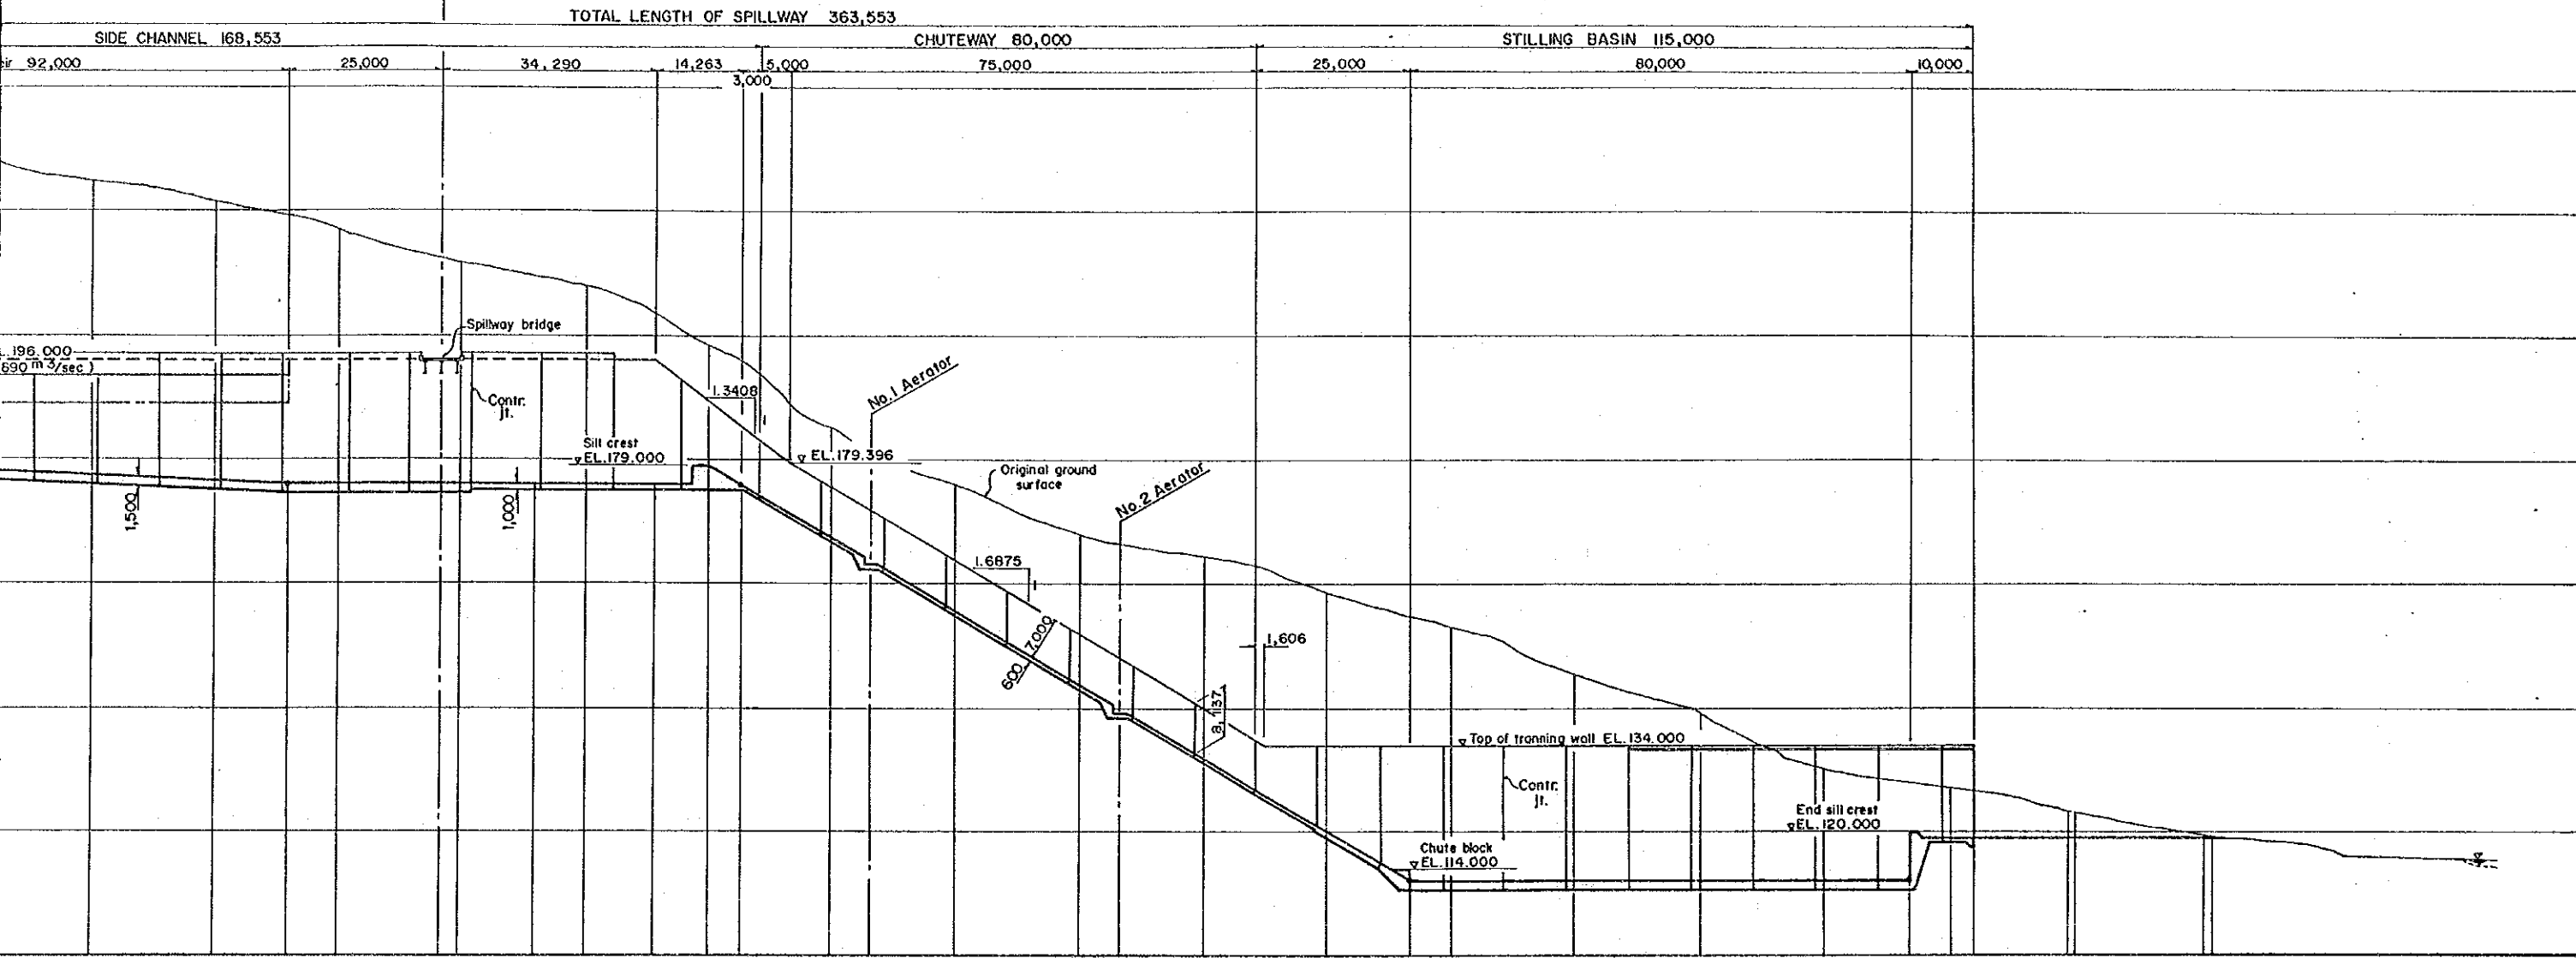 TOTAL LENGTH OF SPILLWAY 363,553
SIDE CHANNEL 168,553
CHUTEWAY 80,000
STILLING BASIN 115,000
92,000
25,000
34,290
14,263
5,000
75,000
25,000
80,000
10,000
3,000
Spillway bridge
196.000
690 m3/sec)
Contr.
jt.
1.3408
1
No.1 Aerator
Sill crest
EL.179.000
EL.179.396
Original ground
surface
No.2 Aerator
1,500
1,000
1.6875
1
7,000
600
1,606
8,137
Top of tranning wall EL.134.000
Contr.
jt.
End sill crest
EL.120.000
Chute block
EL.114.000